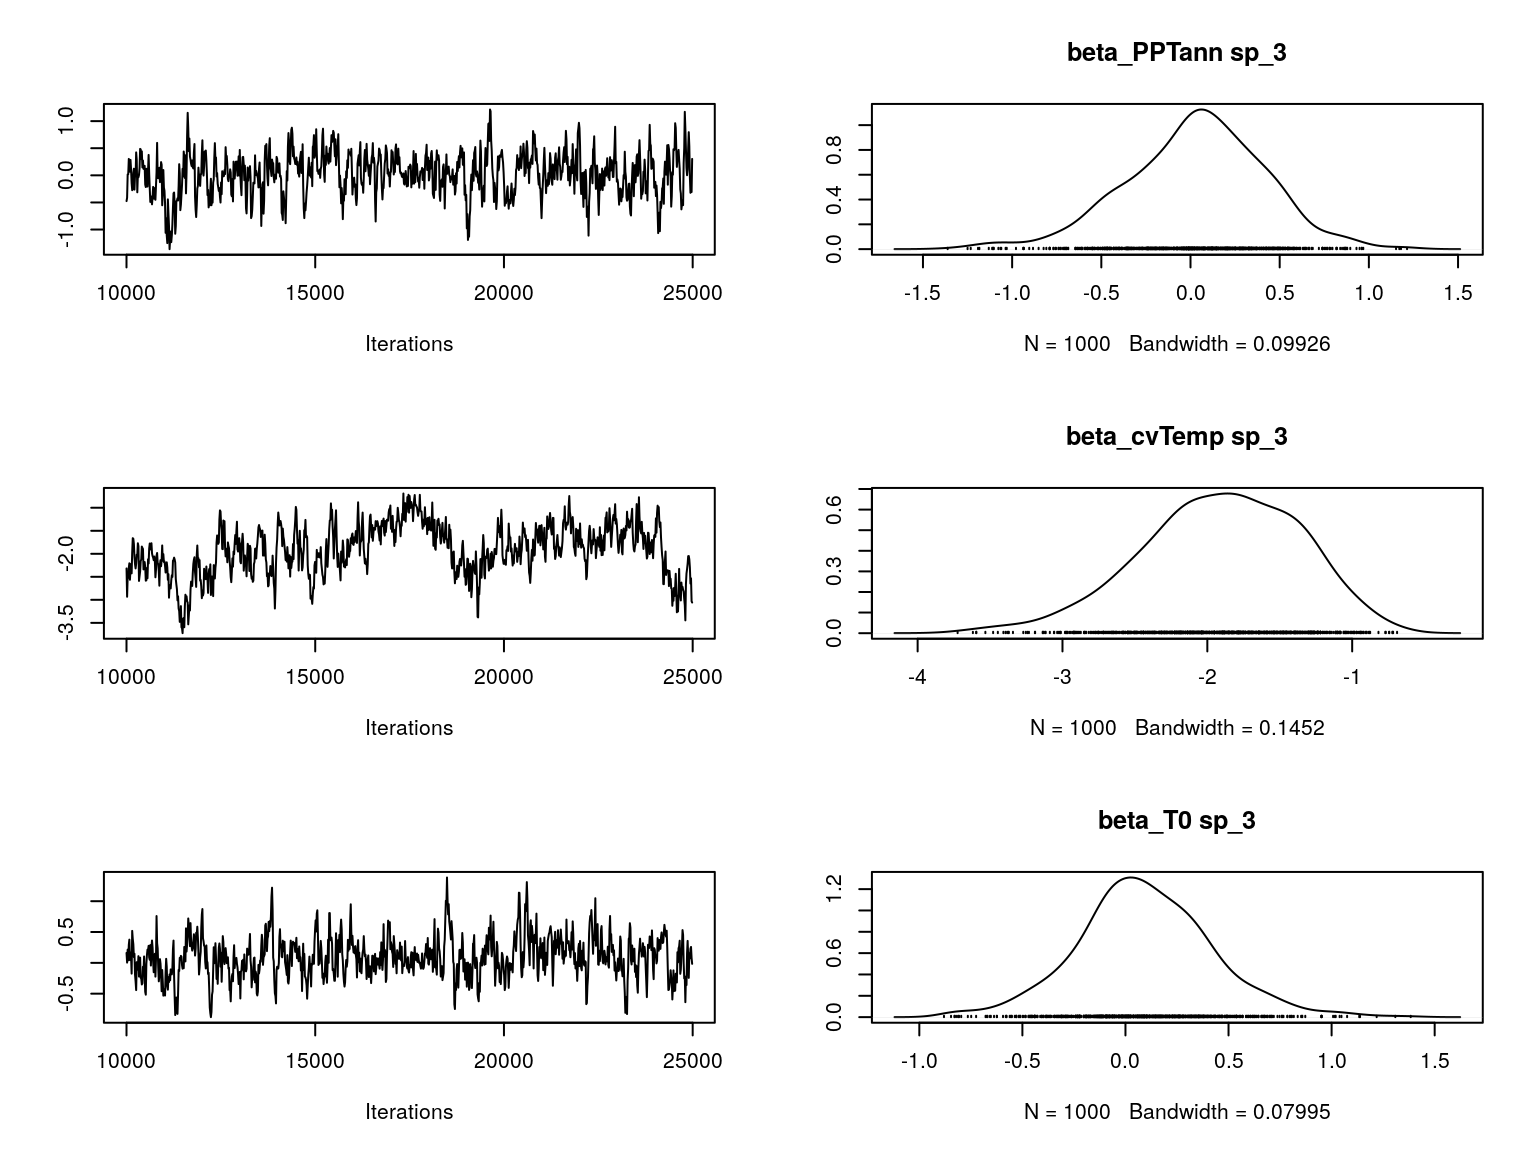 beta_PPTann sp_3
-1.0 0.0 1.0
10000 15000 20000 25000
Iterations
0.0 0.4 0.8
-1.5 -1.0 -0.5 0.0 0.5 1.0 1.5
N = 1000 Bandwidth = 0.09926
beta_cvTemp sp_3
-3.5 -2.0
10000 15000 20000 25000
Iterations
0.0 0.3 0.6
-4 -3 -2 -1
N = 1000 Bandwidth = 0.1452
beta_T0 sp_3
-0.5 0.5
10000 15000 20000 25000
Iterations
0.0 0.6 1.2
-1.0 -0.5 0.0 0.5 1.0 1.5
N = 1000 Bandwidth = 0.07995